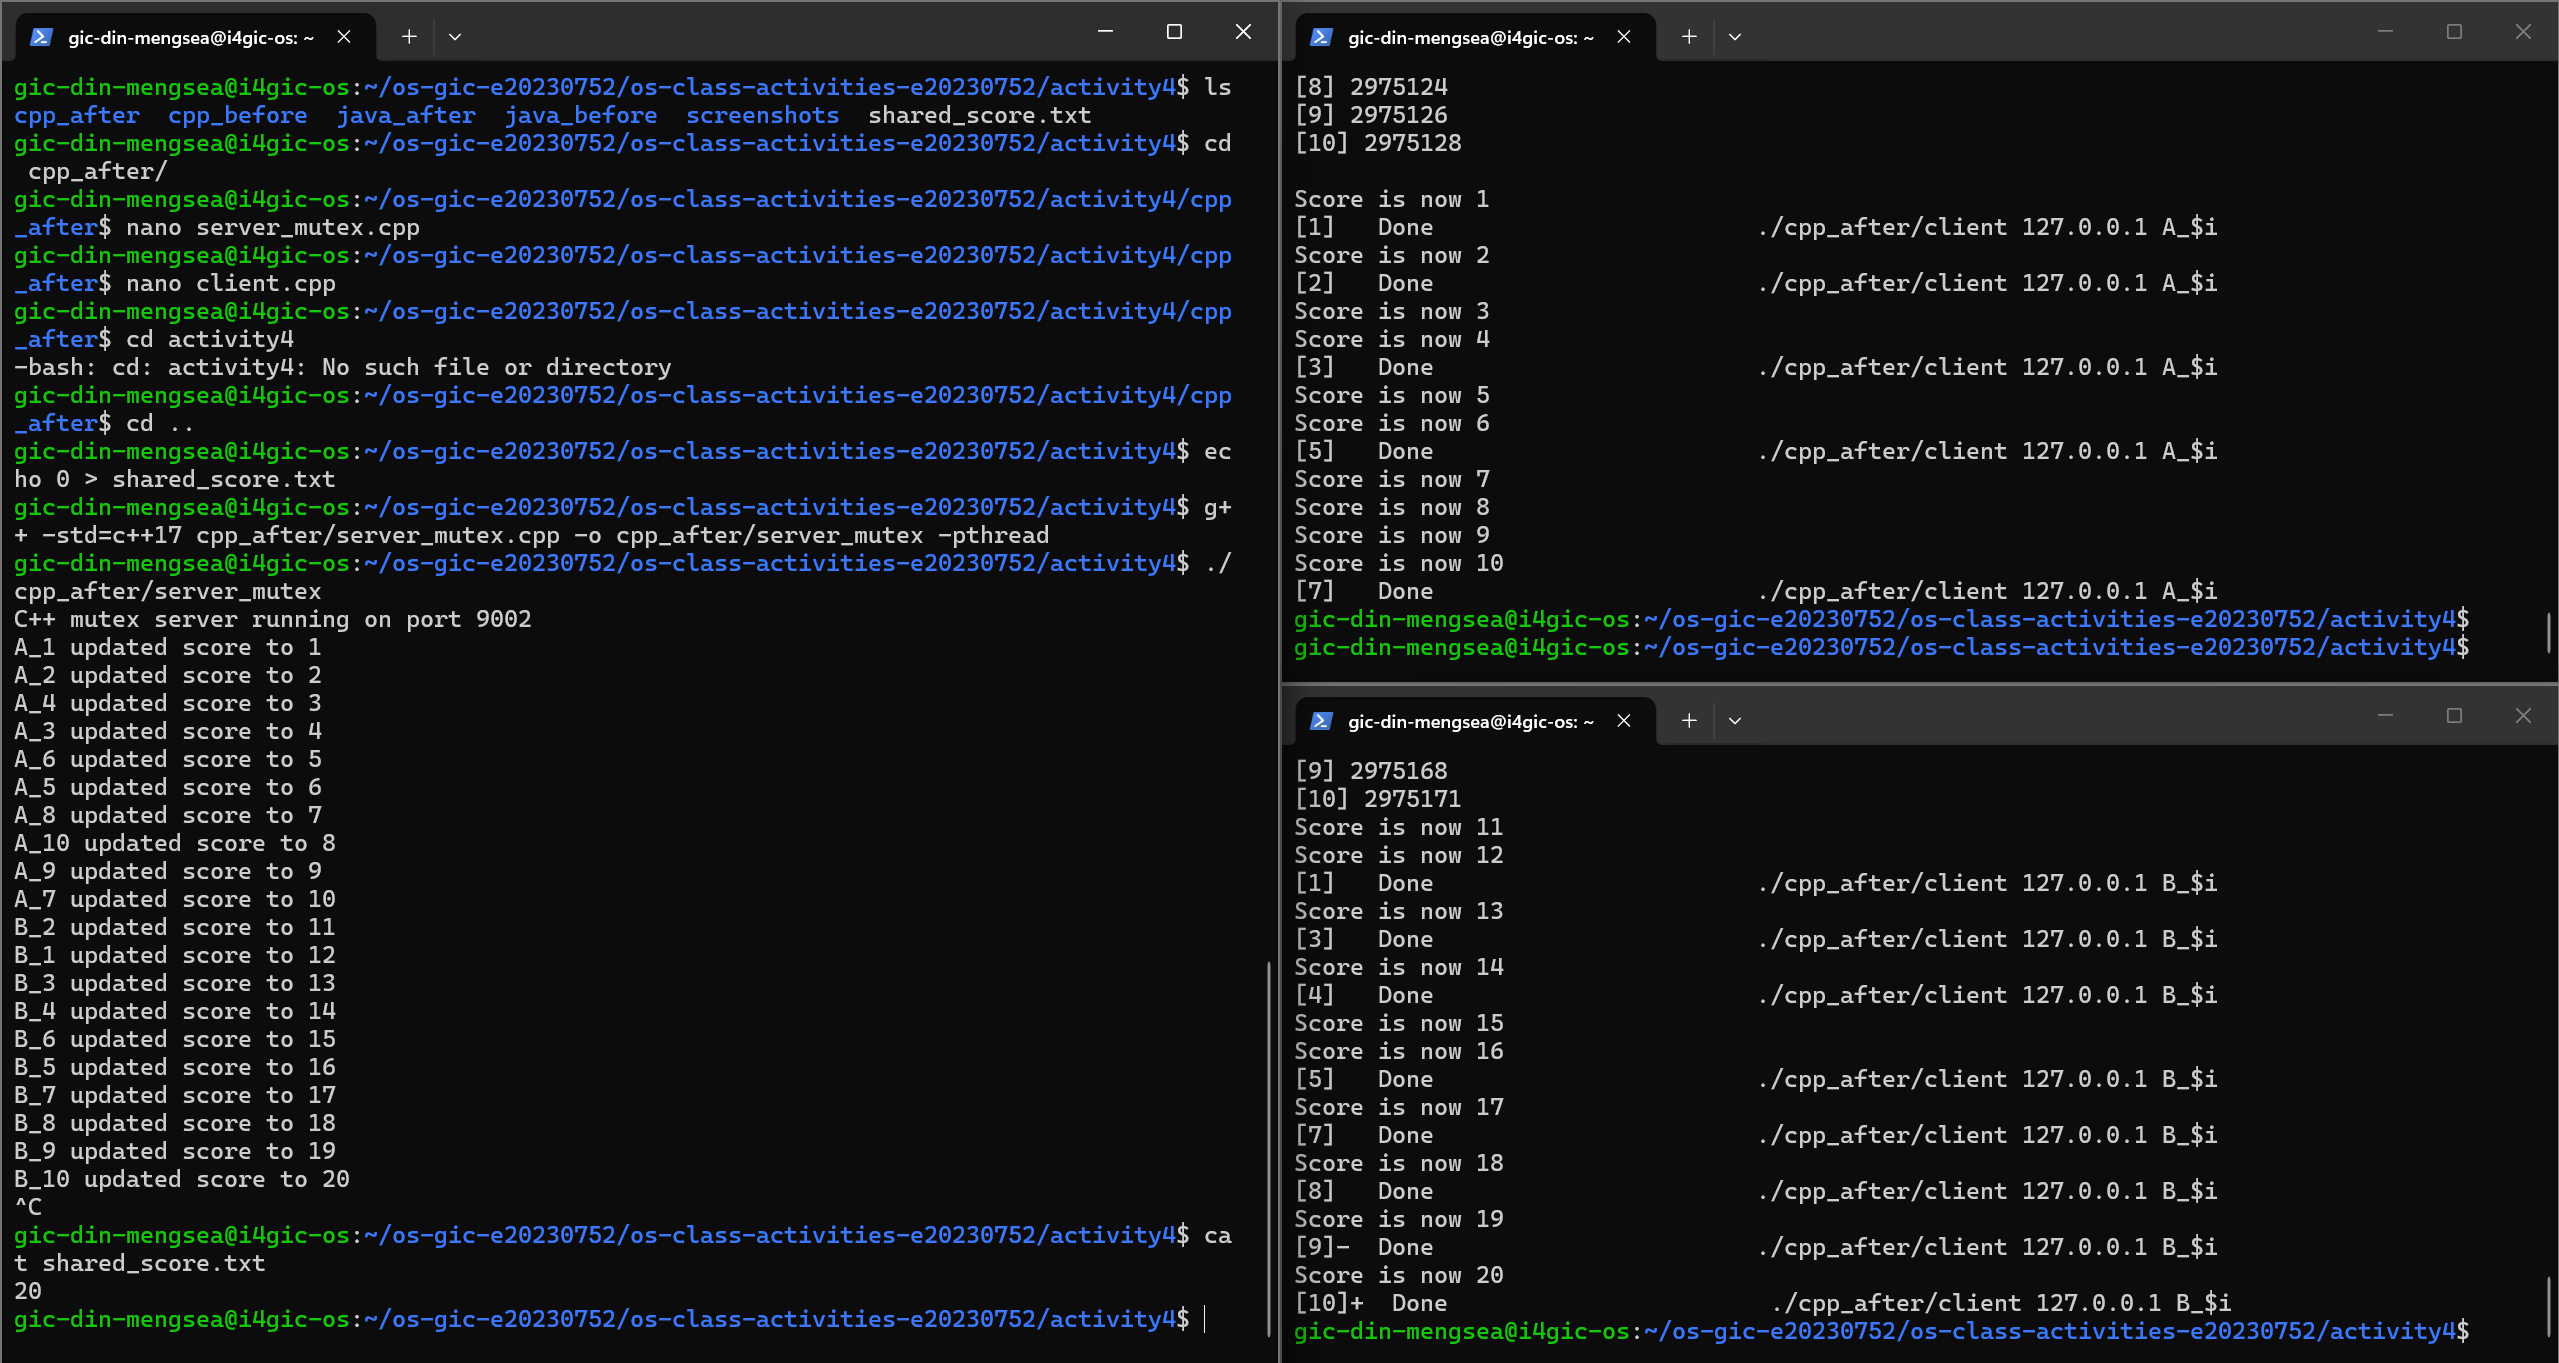 gic-din-mengsea@i4gic-os: ~
gic-din-mengsea@i4gic-os:~/os-gic-e20230752/os-class-activities-e20230752/activity4$ ls
cpp_after  cpp_before  java_after  java_before  screenshots  shared_score.txt
gic-din-mengsea@i4gic-os:~/os-gic-e20230752/os-class-activities-e20230752/activity4$ cd
 cpp_after/
gic-din-mengsea@i4gic-os:~/os-gic-e20230752/os-class-activities-e20230752/activity4/cpp
_after$ nano server_mutex.cpp
gic-din-mengsea@i4gic-os:~/os-gic-e20230752/os-class-activities-e20230752/activity4/cpp
_after$ nano client.cpp
gic-din-mengsea@i4gic-os:~/os-gic-e20230752/os-class-activities-e20230752/activity4/cpp
_after$ cd activity4
-bash: cd: activity4: No such file or directory
gic-din-mengsea@i4gic-os:~/os-gic-e20230752/os-class-activities-e20230752/activity4/cpp
_after$ cd ..
gic-din-mengsea@i4gic-os:~/os-gic-e20230752/os-class-activities-e20230752/activity4$ ec
ho 0 > shared_score.txt
gic-din-mengsea@i4gic-os:~/os-gic-e20230752/os-class-activities-e20230752/activity4$ g+
+ -std=c++17 cpp_after/server_mutex.cpp -o cpp_after/server_mutex -pthread
gic-din-mengsea@i4gic-os:~/os-gic-e20230752/os-class-activities-e20230752/activity4$ ./
cpp_after/server_mutex
C++ mutex server running on port 9002
A_1 updated score to 1
A_2 updated score to 2
A_4 updated score to 3
A_3 updated score to 4
A_6 updated score to 5
A_5 updated score to 6
A_8 updated score to 7
A_10 updated score to 8
A_9 updated score to 9
A_7 updated score to 10
B_2 updated score to 11
B_1 updated score to 12
B_3 updated score to 13
B_4 updated score to 14
B_6 updated score to 15
B_5 updated score to 16
B_7 updated score to 17
B_8 updated score to 18
B_9 updated score to 19
B_10 updated score to 20
^C
gic-din-mengsea@i4gic-os:~/os-gic-e20230752/os-class-activities-e20230752/activity4$ ca
t shared_score.txt
20
gic-din-mengsea@i4gic-os:~/os-gic-e20230752/os-class-activities-e20230752/activity4$
gic-din-mengsea@i4gic-os: ~
[8] 2975124
[9] 2975126
[10] 2975128
Score is now 1
[1]   Done                       ./cpp_after/client 127.0.0.1 A_$i
Score is now 2
[2]   Done                       ./cpp_after/client 127.0.0.1 A_$i
Score is now 3
Score is now 4
[3]   Done                       ./cpp_after/client 127.0.0.1 A_$i
Score is now 5
Score is now 6
[5]   Done                       ./cpp_after/client 127.0.0.1 A_$i
Score is now 7
Score is now 8
Score is now 9
Score is now 10
[7]   Done                       ./cpp_after/client 127.0.0.1 A_$i
gic-din-mengsea@i4gic-os:~/os-gic-e20230752/os-class-activities-e20230752/activity4$
gic-din-mengsea@i4gic-os:~/os-gic-e20230752/os-class-activities-e20230752/activity4$
gic-din-mengsea@i4gic-os: ~
[9] 2975168
[10] 2975171
Score is now 11
Score is now 12
[1]   Done                       ./cpp_after/client 127.0.0.1 B_$i
Score is now 13
[3]   Done                       ./cpp_after/client 127.0.0.1 B_$i
Score is now 14
[4]   Done                       ./cpp_after/client 127.0.0.1 B_$i
Score is now 15
Score is now 16
[5]   Done                       ./cpp_after/client 127.0.0.1 B_$i
Score is now 17
[7]   Done                       ./cpp_after/client 127.0.0.1 B_$i
Score is now 18
[8]   Done                       ./cpp_after/client 127.0.0.1 B_$i
Score is now 19
[9]-  Done                       ./cpp_after/client 127.0.0.1 B_$i
Score is now 20
[10]+  Done                       ./cpp_after/client 127.0.0.1 B_$i
gic-din-mengsea@i4gic-os:~/os-gic-e20230752/os-class-activities-e20230752/activity4$